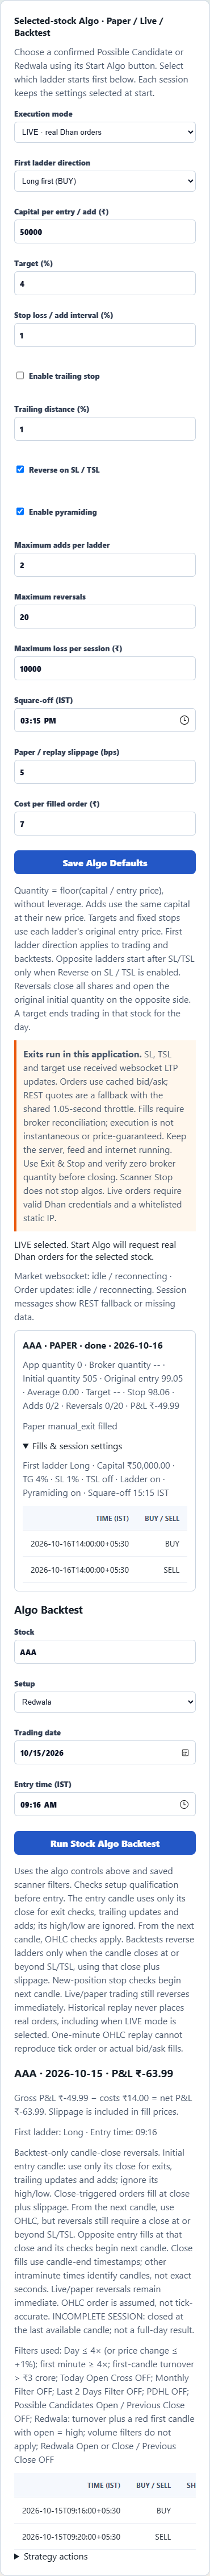 Selected-stock Algo · Paper / Live /
Backtest
Choose a confirmed Possible Candidate or
Redwala using its Start Algo button. Select
which ladder starts first below. Each session
keeps the settings selected at start.
Execution mode
LIVE · real Dhan orders
First ladder direction
Long first (BUY)
Capital per entry / add (₹)
50000
Target (%)
4
Stop loss / add interval (%)
1
Enable trailing stop
Trailing distance (%)
1
Reverse on SL / TSL
Enable pyramiding
Maximum adds per ladder
2
Maximum reversals
20
Maximum loss per session (₹)
10000
Square-off (IST)
03:15 PM
Paper / replay slippage (bps)
5
Cost per filled order (₹)
7
Save Algo Defaults
Quantity = floor(capital / entry price),
without leverage. Adds use the same capital
at their new price. Targets and fixed stops
use each ladder's original entry price. First
ladder direction applies to trading and
backtests. Opposite ladders start after SL/TSL
only when Reverse on SL / TSL is enabled.
Reversals close all shares and open the
original initial quantity on the opposite side.
A target ends trading in that stock for the
day.
Exits run in this application. SL, TSL
and target use received websocket LTP
updates. Orders use cached bid/ask;
REST quotes are a fallback with the
shared 1.05-second throttle. Fills require
broker reconciliation; execution is not
instantaneous or price-guaranteed. Keep
the server, feed and internet running.
Use Exit & Stop and verify zero broker
quantity before closing. Scanner Stop
does not stop algos. Live orders require
valid Dhan credentials and a whitelisted
static IP.
LIVE selected. Start Algo will request real
Dhan orders for the selected stock.
Market websocket: idle / reconnecting ·
Order updates: idle / reconnecting. Session
messages show REST fallback or missing
data.
AAA · PAPER · done · 2026-10-16
App quantity 0 · Broker quantity -- ·
Initial quantity 505 · Original entry 99.05
· Average 0.00 · Target -- · Stop 98.06 ·
Adds 0/2 · Reversals 0/20 · P&L ₹-49.99
Paper manual_exit filled
▼ Fills & session settings
First ladder Long · Capital ₹50,000.00 ·
TG 4% · SL 1% · TSL off · Ladder on ·
Pyramiding on · Square-off 15:15 IST
TIME (IST) BUY / SELL
2026-10-16T14:00:00+05:30 BUY
2026-10-16T14:00:00+05:30 SELL
Algo Backtest
Stock
AAA
Setup
Redwala
Trading date
10/15/2026
Entry time (IST)
09:16 AM
Run Stock Algo Backtest
Uses the algo controls above and saved
scanner filters. Checks setup qualification
before entry. The entry candle uses only its
close for exit checks, trailing updates and
adds; its high/low are ignored. From the next
candle, OHLC checks apply. Backtests reverse
ladders only when the candle closes at or
beyond SL/TSL, using that close plus
slippage. New-position stop checks begin
next candle. Live/paper trading still reverses
immediately. Historical replay never places
real orders, including when LIVE mode is
selected. One-minute OHLC replay cannot
reproduce tick order or actual bid/ask fills.
AAA · 2026-10-15 · P&L ₹-63.99
Gross P&L ₹-49.99 − costs ₹14.00 = net P&L
₹-63.99. Slippage is included in fill prices.
First ladder: Long · Entry time: 09:16
Backtest-only candle-close reversals. Initial
entry candle: use only its close for exits,
trailing updates and adds; ignore its
high/low. Close-triggered orders fill at close
plus slippage. From the next candle, use
OHLC, but reversals still require a close at or
beyond SL/TSL. Opposite entry fills at that
close and its checks begin next candle. Close
fills use candle-end timestamps; other
intraminute times identify candles, not exact
seconds. Live/paper reversals remain
immediate. OHLC order is assumed, not tick-
accurate. INCOMPLETE SESSION: closed at
the last available candle; not a full-day result.
Filters used: Day ≤ 4× (or price change ≤
+1%); first minute ≥ 4×; first-candle turnover
> ₹3 crore; Today Open Cross OFF; Monthly
Filter OFF; Last 2 Days Filter OFF; PDHL OFF;
Possible Candidates Open / Previous Close
OFF; Redwala: turnover plus a red first candle
with open = high; volume filters do not
apply; Redwala Open or Close / Previous
Close OFF
TIME (IST) BUY / SELL SH
2026-10-15T09:16:00+05:30 BUY
2026-10-15T09:20:00+05:30 SELL
▶ Strategy actions